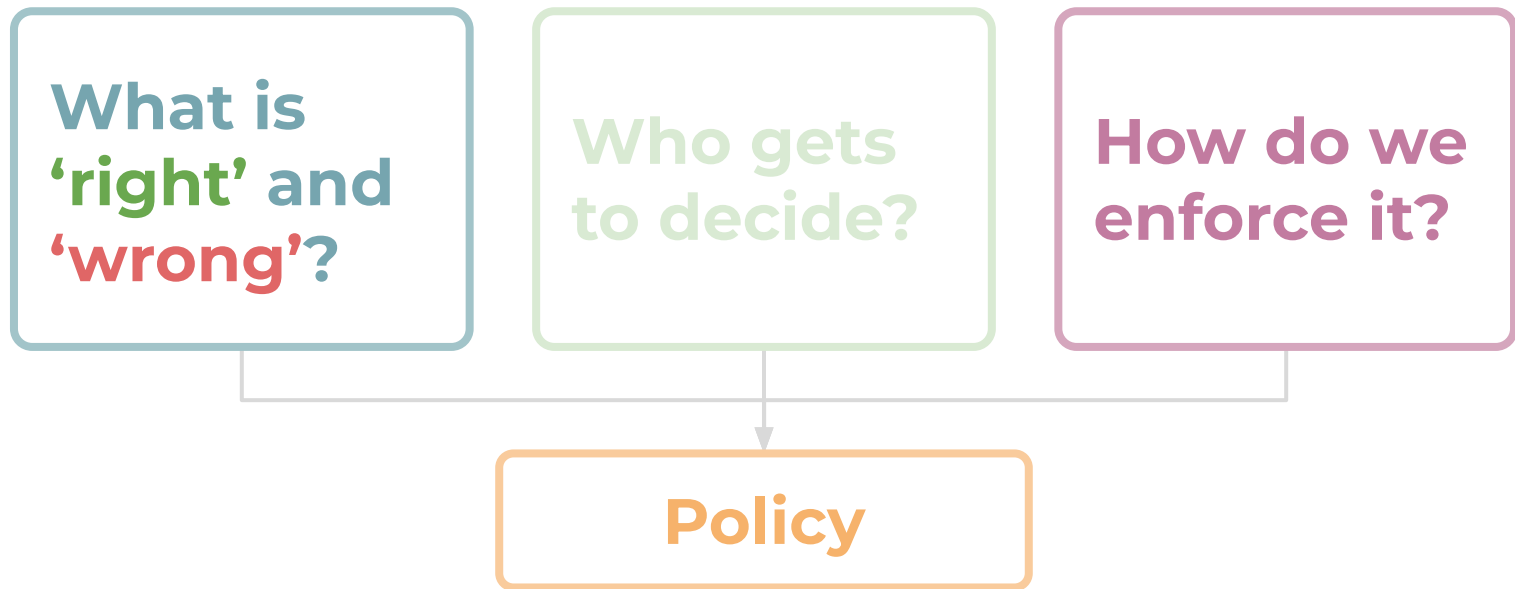 What is
‘right’ and
‘wrong’?
Who gets
to decide?
How do we
enforce it?
Policy